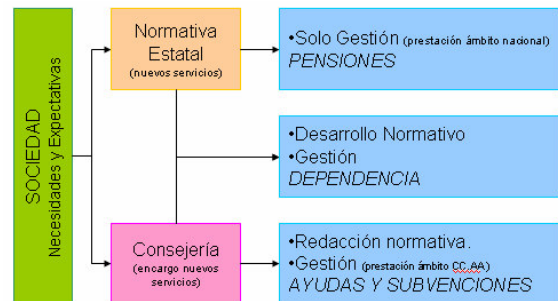 SOCIEDAD
Necesidades y Expectativas
Normativa
Estatal
(nuevos servicios)
•Solo Gestión (prestación ámbito nacional)
PENSIONES
•Desarrollo Normativo
•Gestión
DEPENDENCIA
Consejería
(encargo nuevos
servicios)
•Redacción normativa.
•Gestión (prestación ámbito CC.AA)
AYUDAS Y SUBVENCIONES